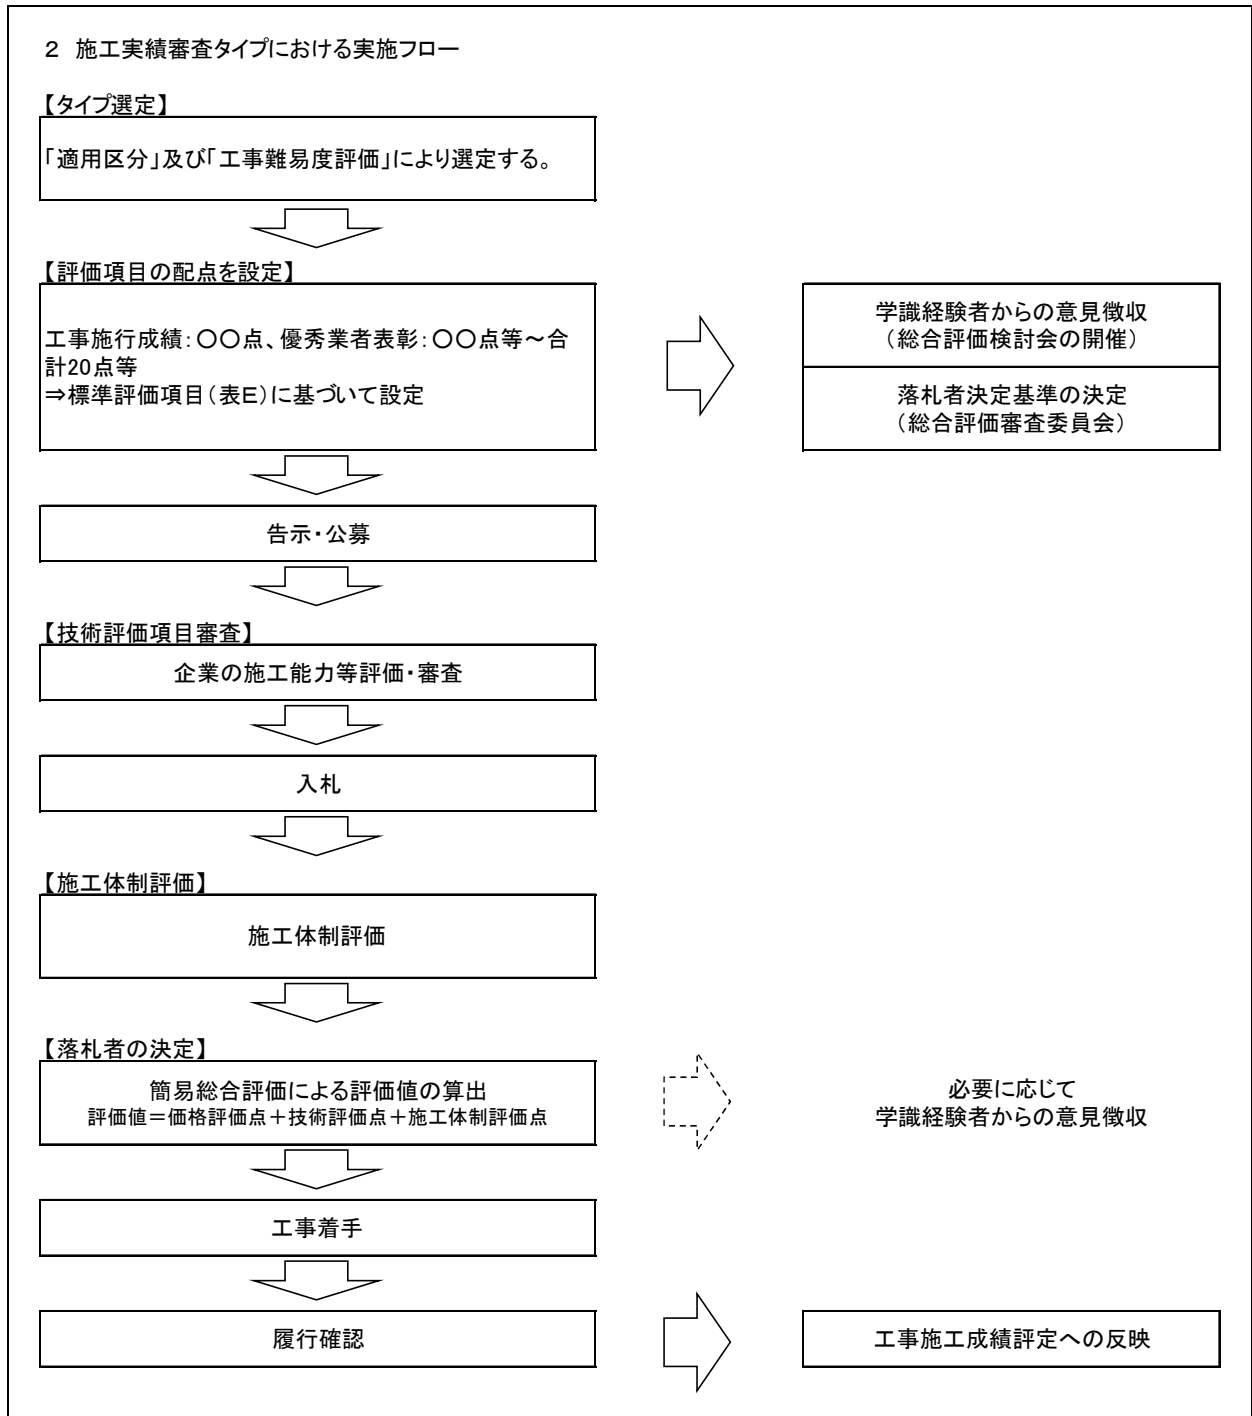 ２　施工実績審査タイプにおける実施フロー
【タイプ選定】
「適用区分」及び「工事難易度評価」により選定する。
【評価項目の配点を設定】
工事施行成績：〇〇点、優秀業者表彰：〇〇点等～合
計20点等
⇒標準評価項目（表E）に基づいて設定
学識経験者からの意見徴収
（総合評価検討会の開催）
落札者決定基準の決定
（総合評価審査委員会）
告示・公募
【技術評価項目審査】
企業の施工能力等評価・審査
入札
【施工体制評価】
施工体制評価
【落札者の決定】
簡易総合評価による評価値の算出
評価値＝価格評価点＋技術評価点＋施工体制評価点
必要に応じて
学識経験者からの意見徴収
工事着手
履行確認
工事施工成績評定への反映